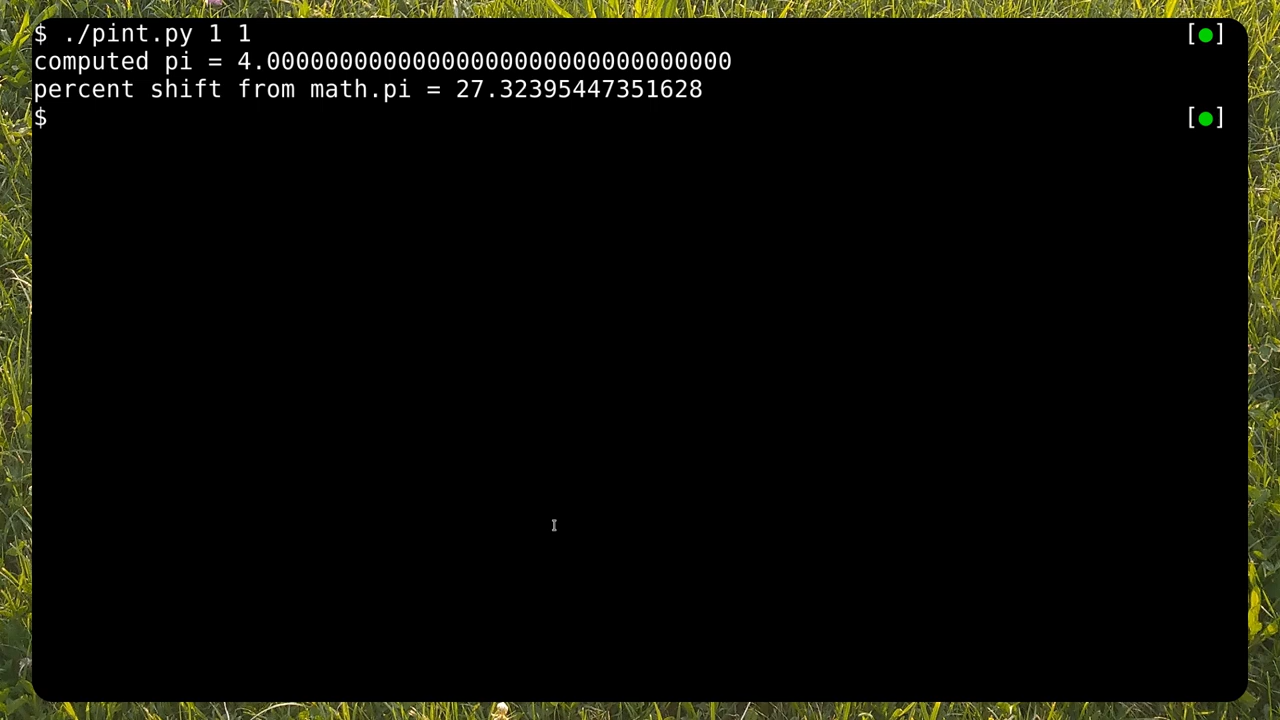 $ ./pint.py 1 1 [●]
computed pi = 4.00000000000000000000000000000000
percent shift from math.pi = 27.32395447351628
$ [●]